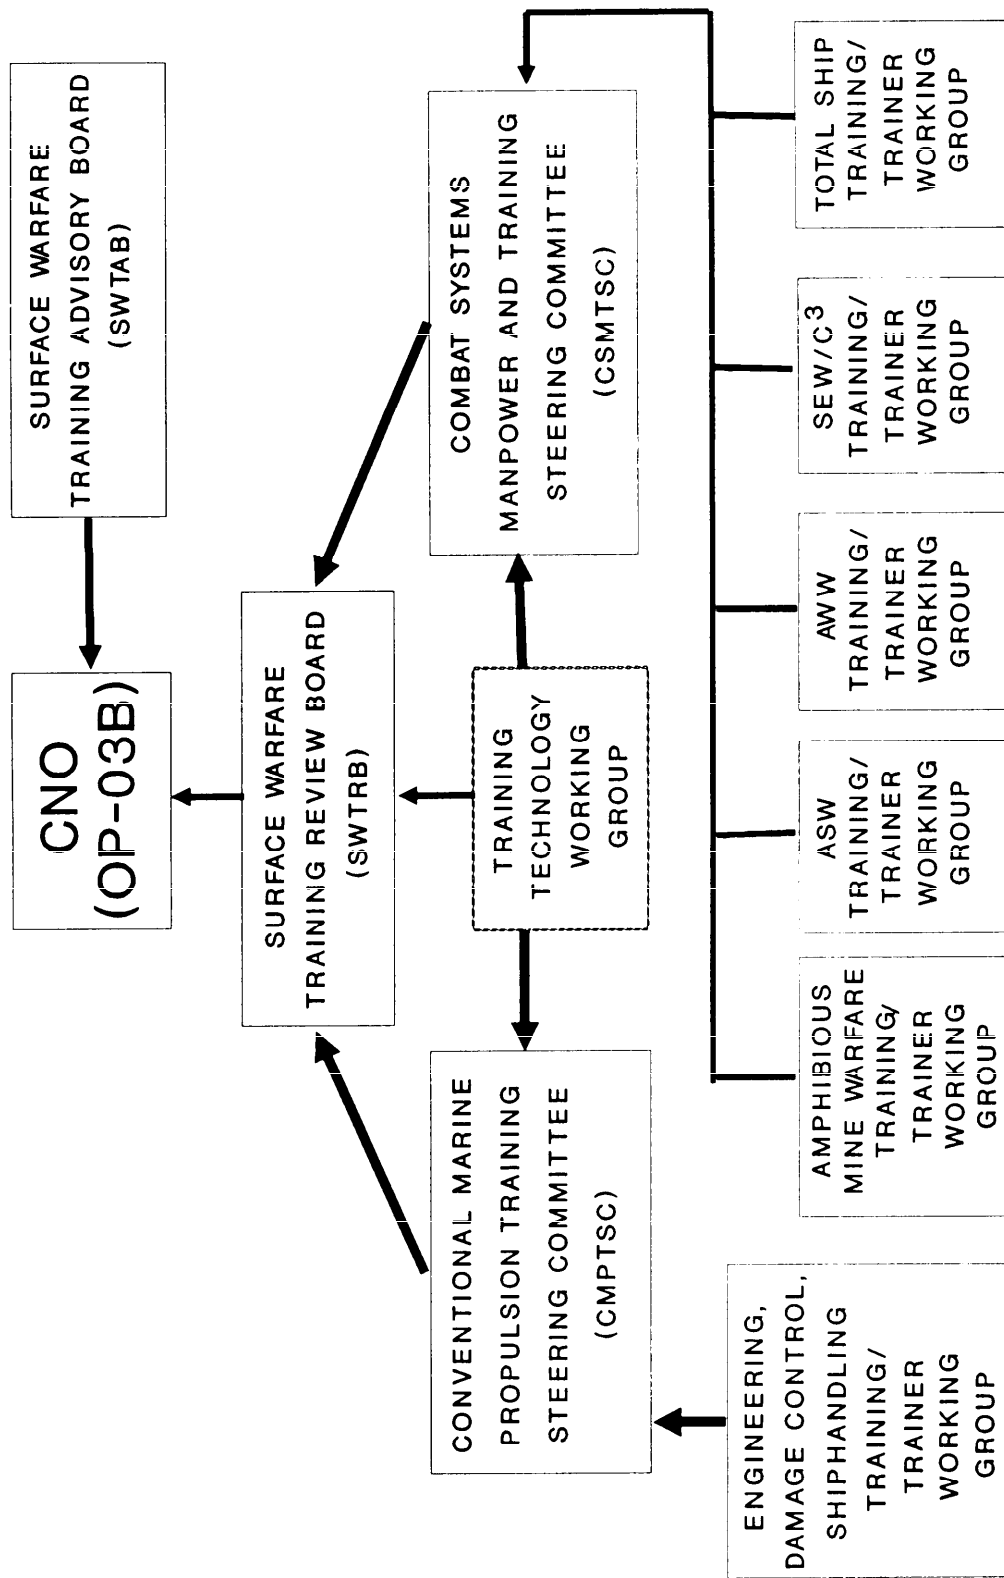 CNO
(OP-03B)
SURFACE WARFARE
TRAINING ADVISORY BOARD
(SWTAB)
SURFACE WARFARE
TRAINING REVIEW BOARD
(SWTRB)
CONVENTIONAL MARINE
PROPULSION TRAINING
STEERING COMMITTEE
(CMPTSC)
TRAINING
TECHNOLOGY
WORKING
GROUP
COMBAT SYSTEMS
MANPOWER AND TRAINING
STEERING COMMITTEE
(CSMTSC)
ENGINEERING,
DAMAGE CONTROL,
SHIPHANDLING
TRAINING/
TRAINER
WORKING
GROUP
AMPHIBIOUS
MINE WARFARE
TRAINING/
TRAINER
WORKING
GROUP
ASW
TRAINING/
TRAINER
WORKING
GROUP
AWW
TRAINING/
TRAINER
WORKING
GROUP
SEW/C³
TRAINING/
TRAINER
WORKING
GROUP
TOTAL SHIP
TRAINING/
TRAINER
WORKING
GROUP